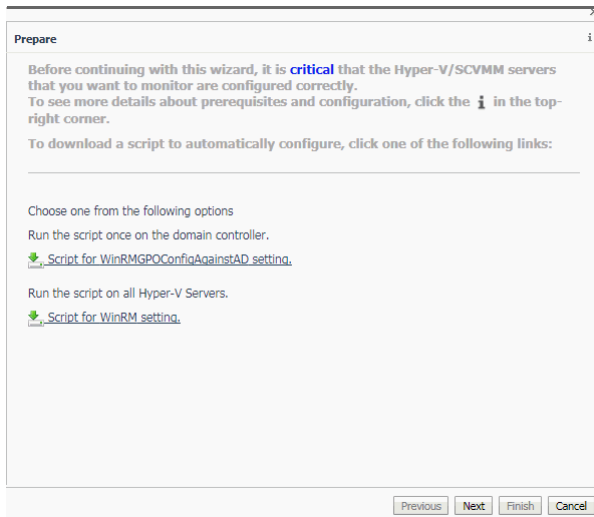 Prepare
Before continuing with this wizard, it is critical that the Hyper-V/SCVMM servers
that you want to monitor are configured correctly.
To see more details about prerequisites and configuration, click the i in the top-
right corner.
To download a script to automatically configure, click one of the following links:
Choose one from the following options
Run the script once on the domain controller.
Script for WinRMGPOConfigAgainstAD setting.
Run the script on all Hyper-V Servers.
Script for WinRM setting.
Previous Next Finish Cancel